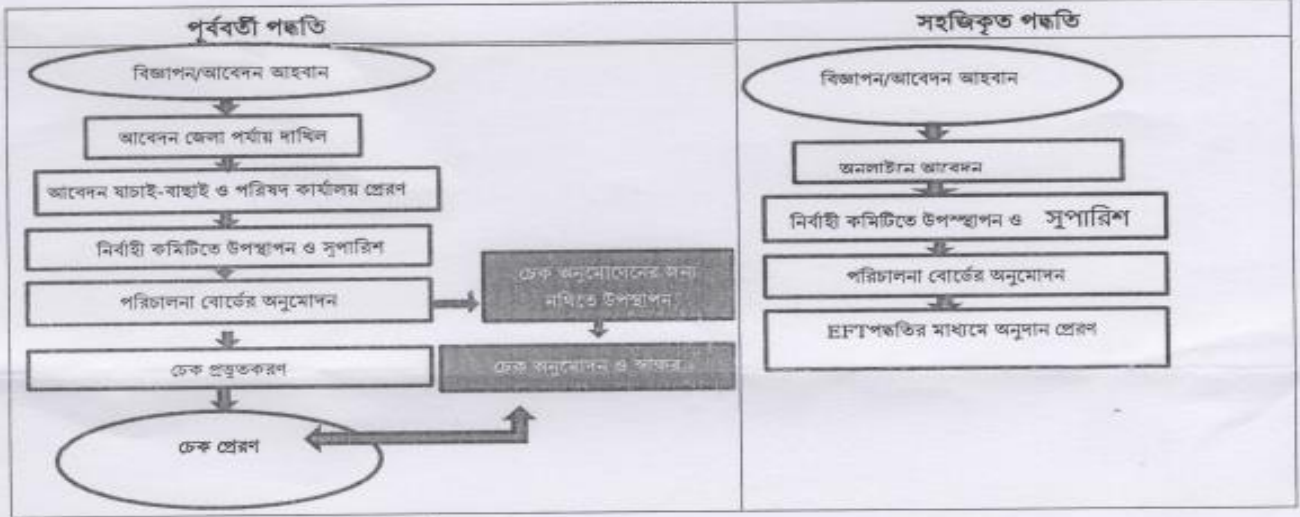 পূর্ববর্তী পদ্ধতি
বিজ্ঞাপন/আবেদন আহবান
আবেদন জেলা পর্যায় দাখিল
আবেদন যাচাই-বাছাই ও পরিষদ কার্যালয় প্রেরণ
নির্বাহী কমিটিতে উপস্থাপন ও সুপারিশ
পরিচালনা বোর্ডের অনুমোদন
চেক অনুমোদেনের জন্য
নথিতে উপস্থাপন
চেক প্রস্তুতকরণ
চেক অনুমোদন ও স্বাক্ষর
চেক প্রেরণ
সহজিকৃত পদ্ধতি
বিজ্ঞাপন/আবেদন আহবান
অনলাইনে আবেদন
নির্বাহী কমিটিতে উপস্থাপন ও সুপারিশ
পরিচালনা বোর্ডের অনুমোদন
EFTপদ্ধতির মাধ্যমে অনুদান প্রেরণ